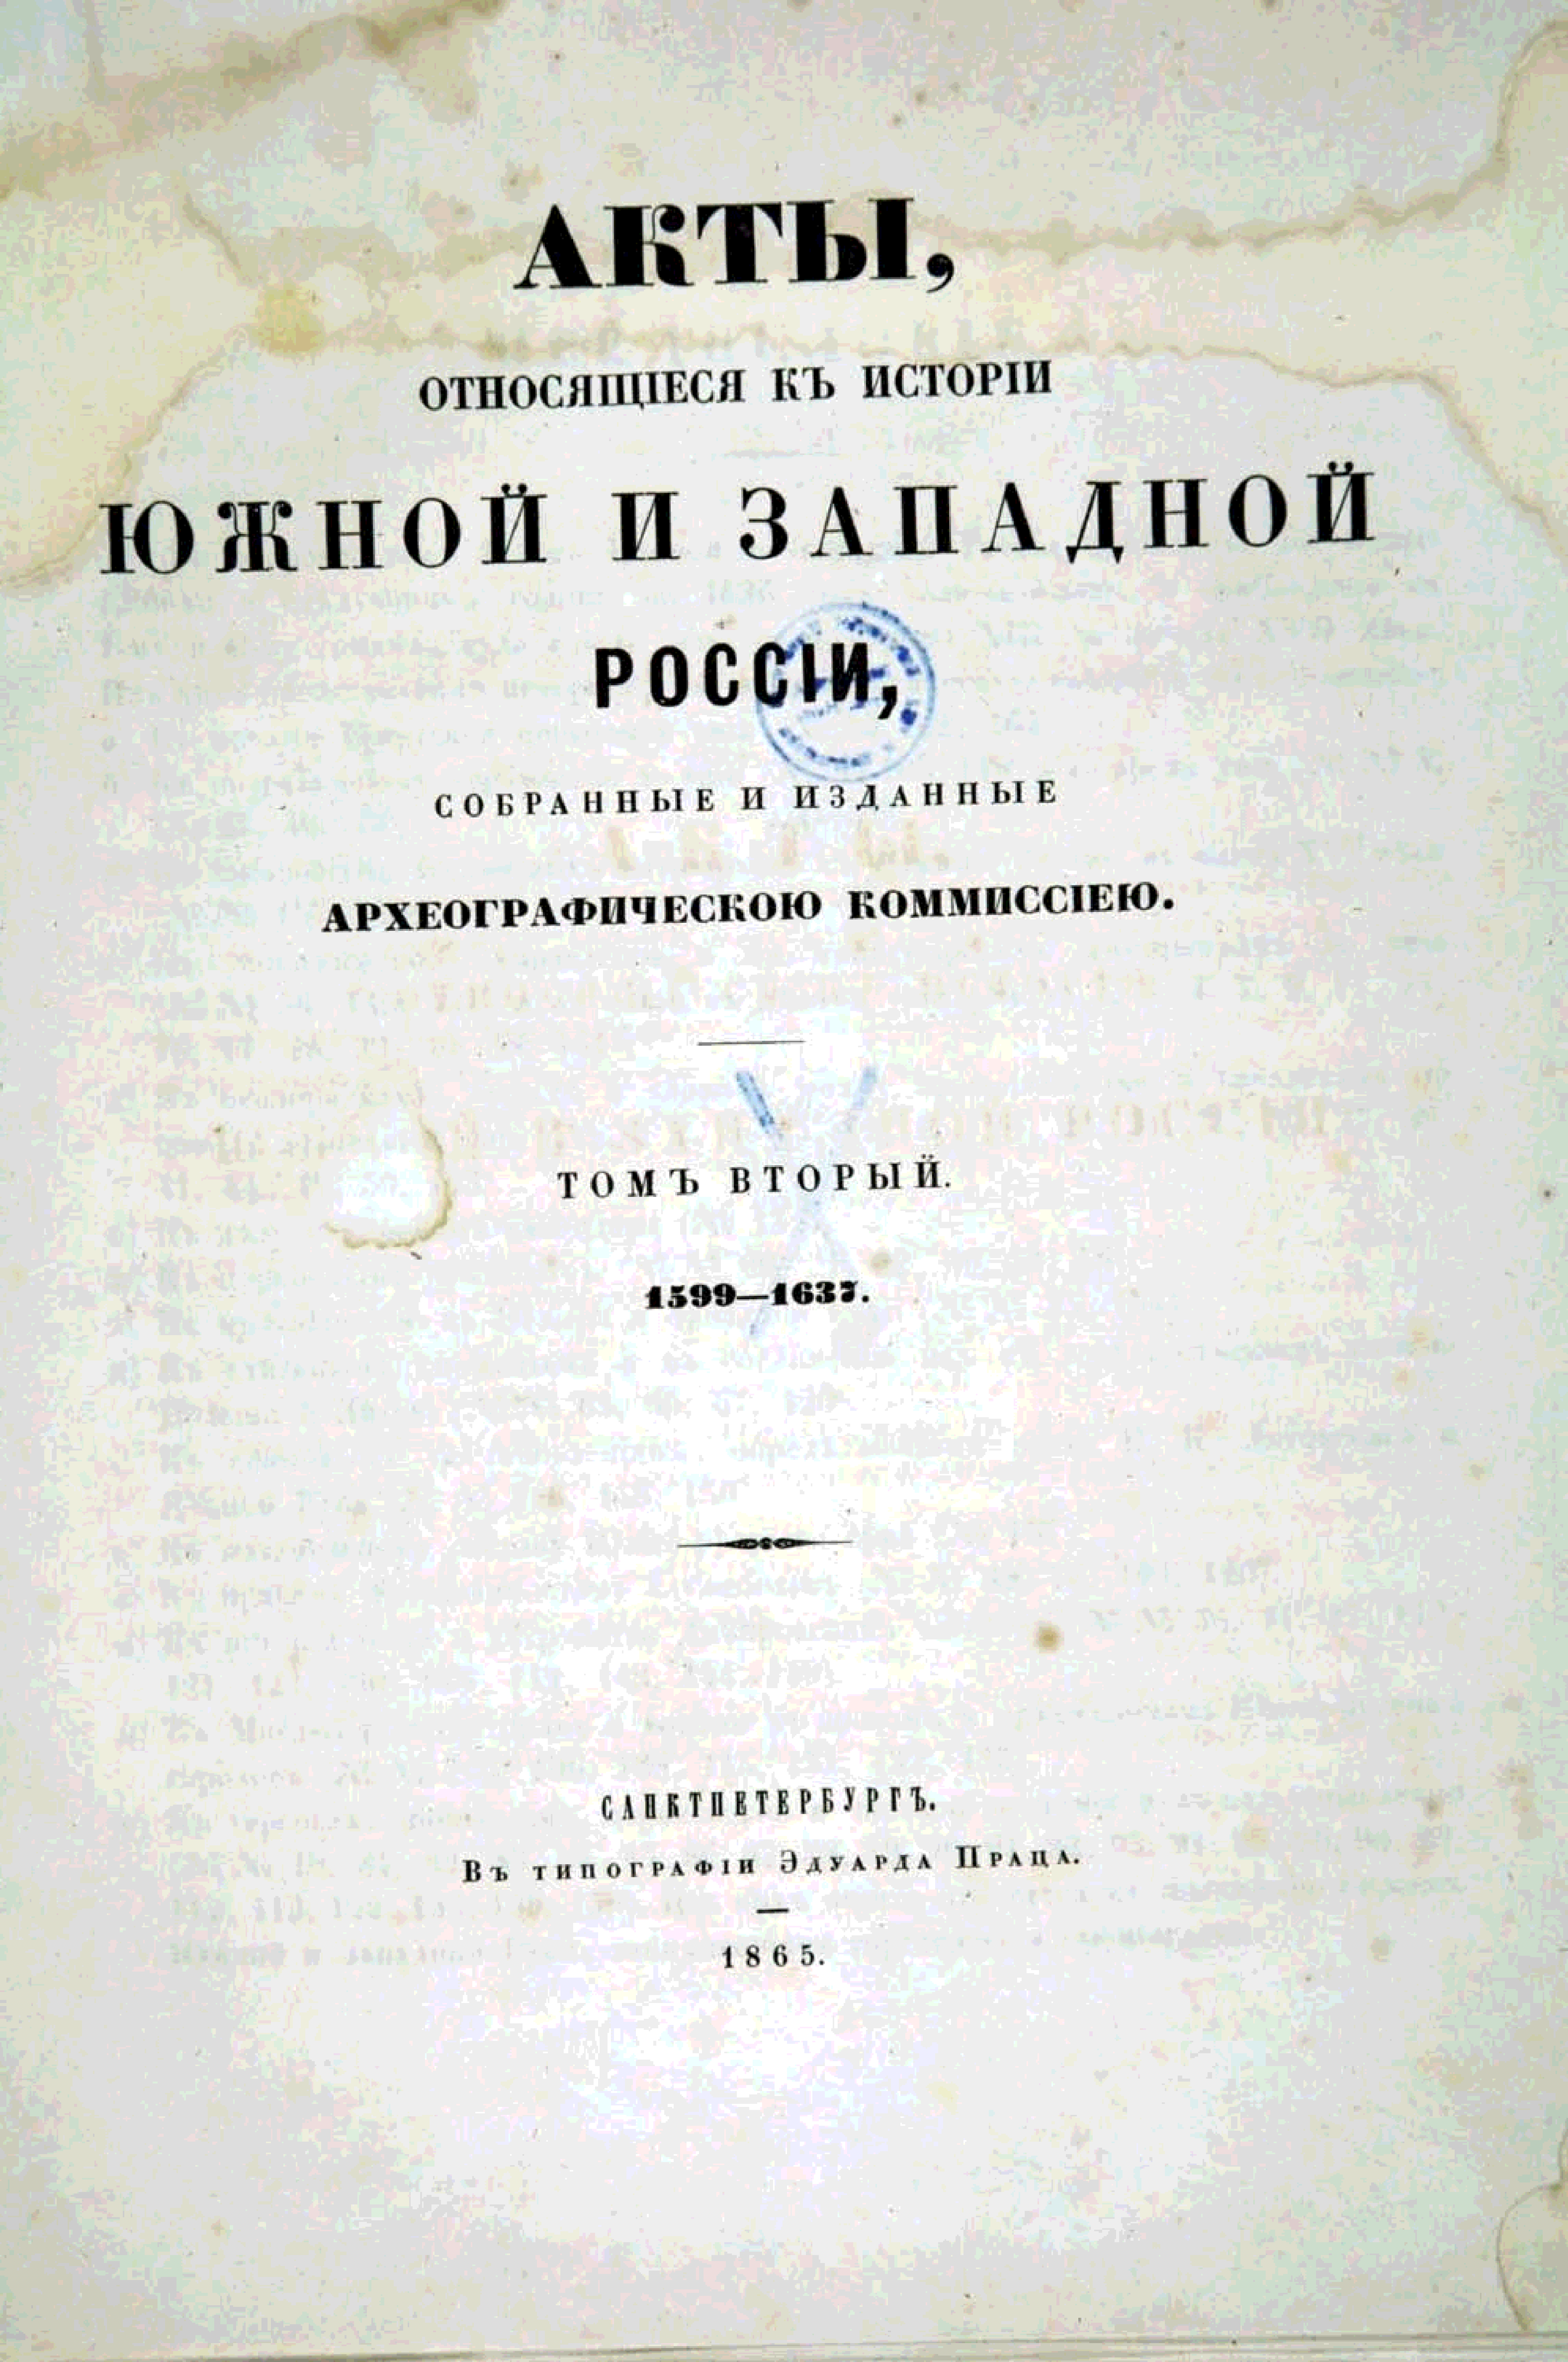 АКТЫ,
ОТНОСЯЩІЕСЯ КЪ ИСТОРІИ
ЮЖНОЙ И ЗАПАДНОЙ
РОССІИ,
СОБРАННЫЕ И ИЗДАННЫЕ
АРХЕОГРАФИЧЕСКОЮ КОММИССІЕЮ.
ТОМЪ ВТОРЫЙ.
1599—1637.
САНКТПЕТЕРБУРГЪ.
Въ типографіи Эдуарда Праца.
1865.